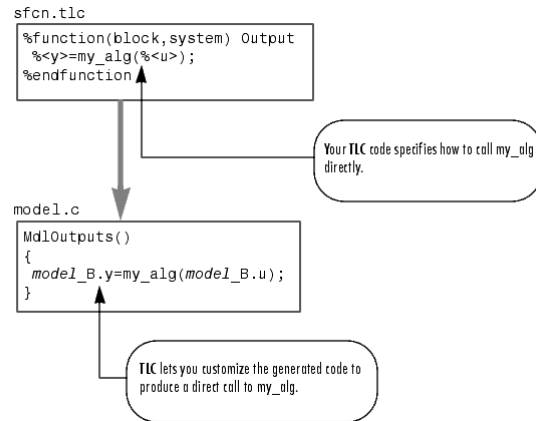 sfcn.tlc
%function(block,system) Output
%<y>=my_alg(%<u>);
%endfunction
Your TLC code specifies how to call my_alg
directly.
model.c
MdlOutputs()
{
model_B.y=my_alg(model_B.u);
}
TLC lets you customize the generated code to
produce a direct call to my_alg.